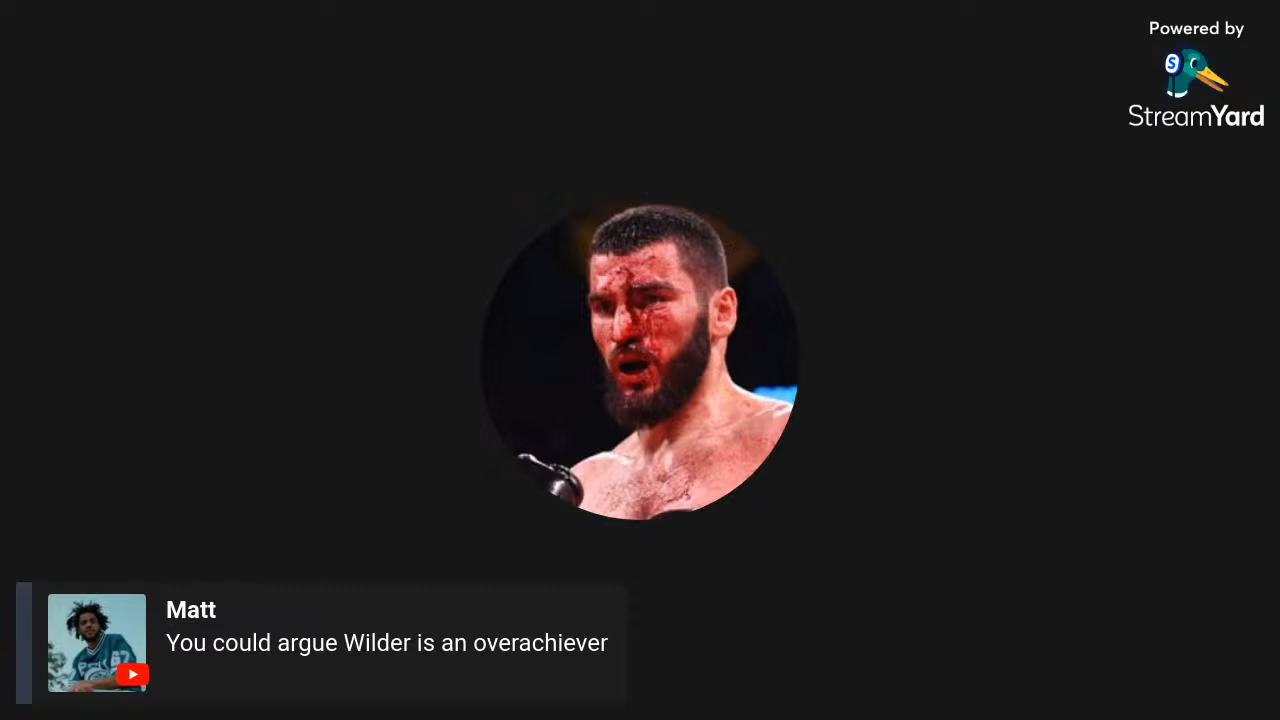 Powered by
S
StreamYard
Matt
You could argue Wilder is an overachiever